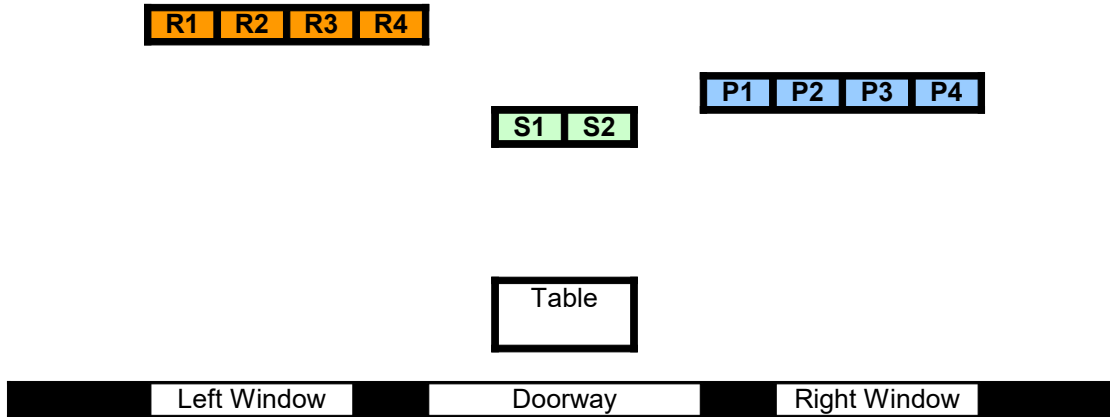 R1 R2 R3 R4
P1 P2 P3 P4
S1 S2
Table
Left Window Doorway Right Window